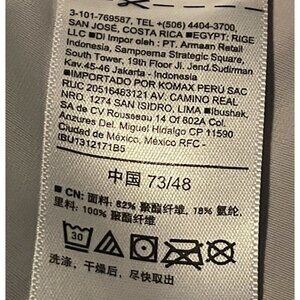 3-101-769587, TEL +(506) 4404-3700,
SAN JOSÉ, COSTA RICA ■EGYPT: RIGE
LLC ■Di Impor oleh : PT. Armaan Retail
Indonesia, Sampoerna Strategic Square,
South Tower, 19th Floor Jl. Jend.Sudirman
Kav.45-46 Jakarta - Indonesia
■IMPORTADO POR KOMAX PERÚ SAC
RUC 20516483121 AV. CAMINO REAL
NRO. 1274 SAN ISIDRO, LIMA ■Ibushak,
SA de CV Rousseau 14 Of 602A Col.
Anzures Del. Miguel Hidalgo CP 11590
Ciudad de México, México RFC -
IBU7312171B5
中国 73/48
■ CN: 面料: 82% 聚酯纤维, 18% 氨纶,
里料: 100% 聚酯纤维
30
洗涤, 干燥后, 尽快取出